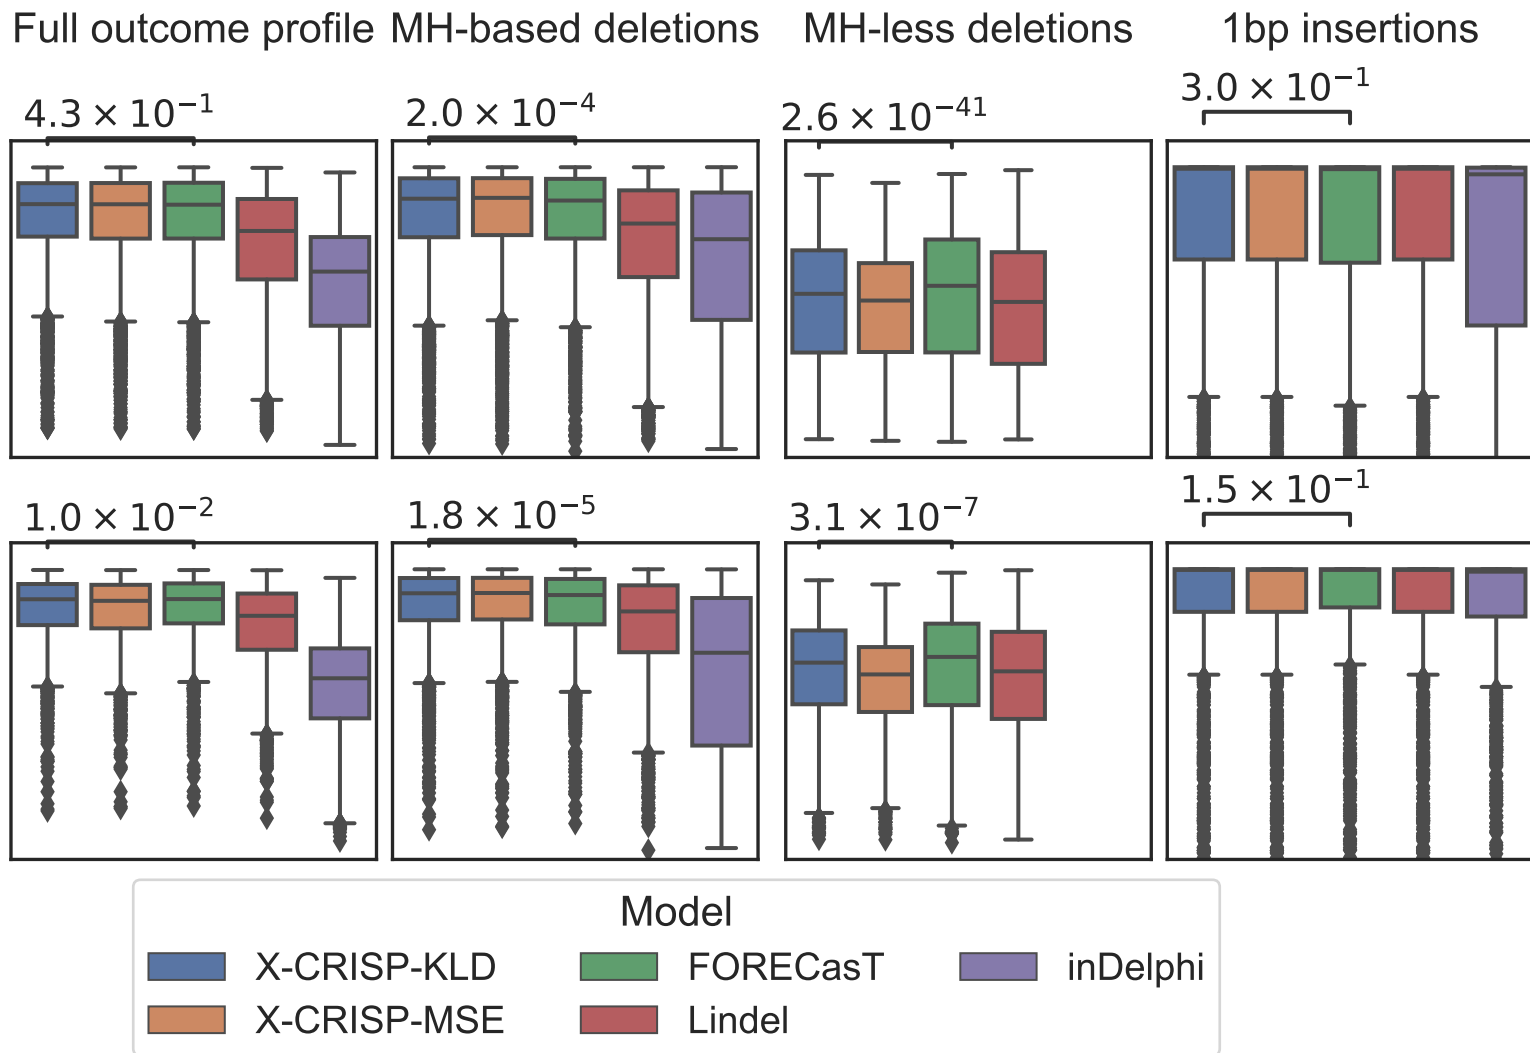 Full outcome profile MH-based deletions MH-less deletions 1bp insertions
4.3 × 10⁻¹ 2.0 × 10⁻⁴ 2.6 × 10⁻⁴¹ 3.0 × 10⁻¹
1.0 × 10⁻² 1.8 × 10⁻⁵ 3.1 × 10⁻⁷ 1.5 × 10⁻¹
Model
X-CRISP-KLD FORECasT inDelphi
X-CRISP-MSE Lindel